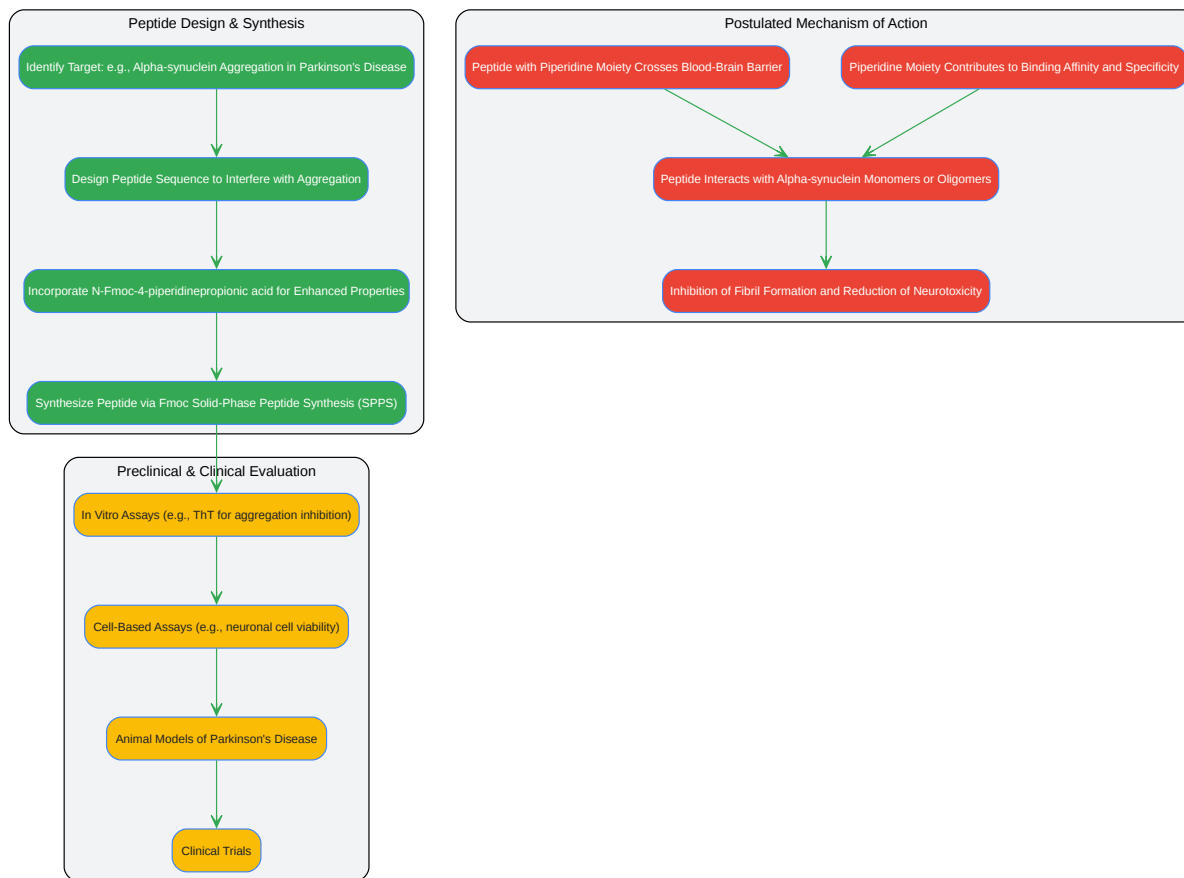 Peptide Design & Synthesis
Identify Target: e.g., Alpha-synuclein Aggregation in Parkinson's Disease
Design Peptide Sequence to Interfere with Aggregation
Incorporate N-Fmoc-4-piperidinepropionic acid for Enhanced Properties
Synthesize Peptide via Fmoc Solid-Phase Peptide Synthesis (SPPS)
Preclinical & Clinical Evaluation
In Vitro Assays (e.g., ThT for aggregation inhibition)
Cell-Based Assays (e.g., neuronal cell viability)
Animal Models of Parkinson's Disease
Clinical Trials
Postulated Mechanism of Action
Peptide with Piperidine Moiety Crosses Blood-Brain Barrier
Piperidine Moiety Contributes to Binding Affinity and Specificity
Peptide Interacts with Alpha-synuclein Monomers or Oligomers
Inhibition of Fibril Formation and Reduction of Neurotoxicity